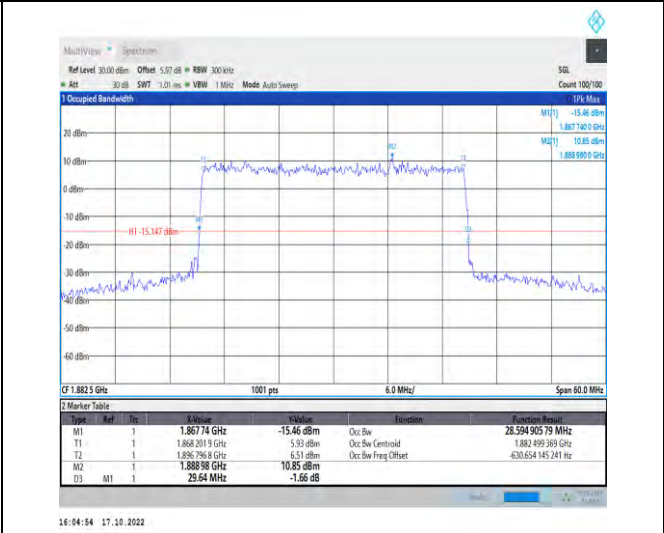 MultiView Spectrum
Ref Level 30.00 dBm Offset 5.97 dB RBW 300 kHz SGL
Att 30 dB SWT 1.01 ms VBW 1 MHz Mode Auto Sweep Count 100/100
1 Occupied Bandwidth 1Pk Max
M1[1] -15.46 dBm
1.867 740 0 GHz
M2[1] 10.85 dBm
1.888 980 0 GHz
20 dBm
M2
T1
10 dBm
0 dBm
-10 dBm
M1
H1 -15.147 dBm
D3
-20 dBm
-30 dBm
-40 dBm
-50 dBm
-60 dBm
CF 1.882 5 GHz 1001 pts 6.0 MHz/ Span 60.0 MHz
2 Marker Table
Type Ref Trc X-Value Y-Value Function Function Result
M1 1 1.867 74 GHz -15.46 dBm Occ Bw 28.594 905 79 MHz
T1 1 1.868 201 9 GHz 5.93 dBm Occ Bw Centroid 1.882 499 369 GHz
T2 1 1.896 796 8 GHz 6.51 dBm Occ Bw Freq Offset -630.654 145 241 Hz
M2 1 1.888 98 GHz 10.85 dBm
D3 M1 1 29.64 MHz -1.66 dB
16:04:54 17.10.2022